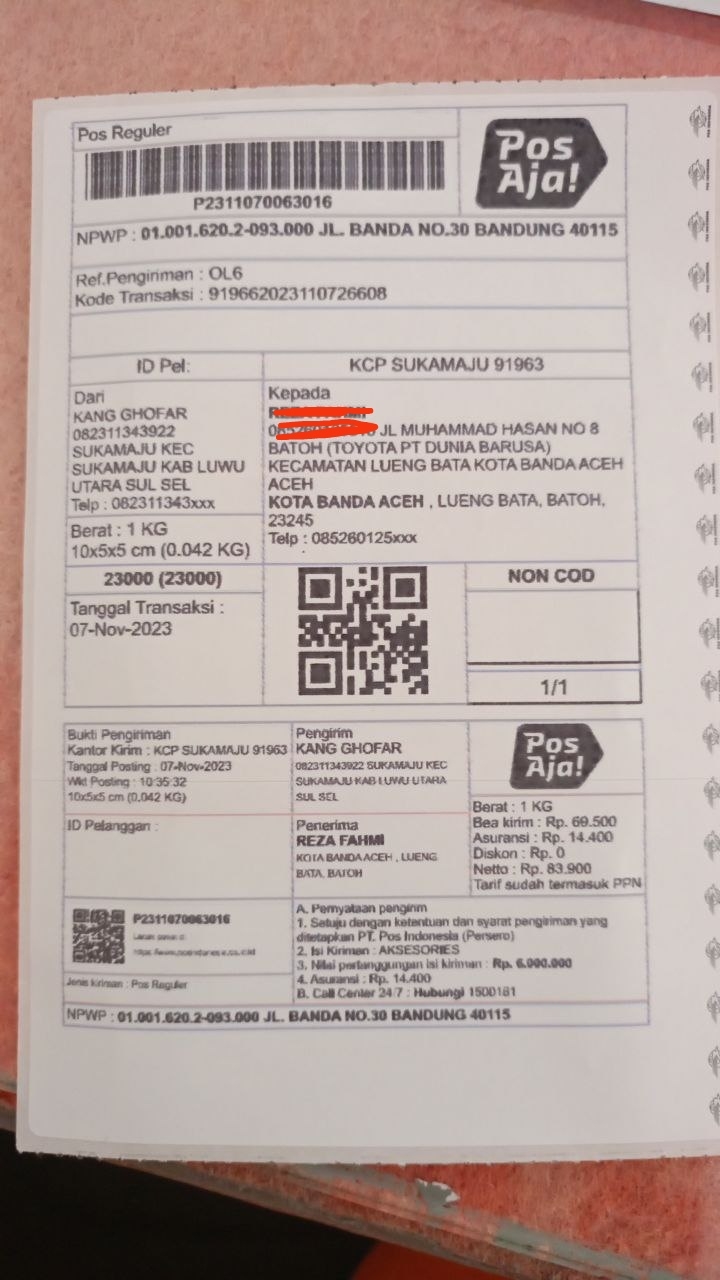 Pos Reguler
Pos
Aja!
P2311070063016
NPWP : 01.001.620.2-093.000 JL. BANDA NO.30 BANDUNG 40115
Ref.Pengiriman : OL6
Kode Transaksi : 919662023110726608
ID Pel:
KCP SUKAMAJU 91963
Dari
KANG GHOFAR
082311343922
SUKAMAJU KEC
SUKAMAJU KAB LUWU
UTARA SUL SEL
Telp : 082311343xxx
Kepada
JL MUHAMMAD HASAN NO 8
BATOH (TOYOTA PT DUNIA BARUSA)
KECAMATAN LUENG BATA KOTA BANDA ACEH
ACEH
KOTA BANDA ACEH , LUENG BATA, BATOH,
23245
Telp : 085260125xxx
Berat : 1 KG
10x5x5 cm (0.042 KG)
23000 (23000)
Tanggal Transaksi :
07-Nov-2023
NON COD
1/1
Bukti Pengiriman
Kantor Kirim : KCP SUKAMAJU 91963
Tanggal Posting : 07-Nov-2023
Wkt Posting : 10:35:32
10x5x5 cm (0.042 KG)
Pengirim
KANG GHOFAR
082311343922 SUKAMAJU KEC
SUKAMAJU KAB LUWU UTARA
SUL SEL
Pos
Aja!
ID Pelanggan :
Penerima
REZA FAHMI
KOTA BANDA ACEH , LUENG
BATA, BATOH
Berat : 1 KG
Bea kirim : Rp. 69.500
Asuransi : Rp. 14.400
Diskon : Rp. 0
Netto : Rp. 83.900
Tarif sudah termasuk PPN
P2311070063016
Jenis kiriman : Pos Reguler
A. Pernyataan pengirim
1. Setuju dengan ketentuan dan syarat pengiriman yang
ditetapkan PT. Pos Indonesia (Persero)
2. Isi Kiriman : AKSESORIES
3. Nilai pertanggungan isi kiriman : Rp. 6.000.000
4. Asuransi : Rp. 14.400
B. Call Center 24/7 : Hubungi 1500161
NPWP : 01.001.620.2-093.000 JL. BANDA NO.30 BANDUNG 40115